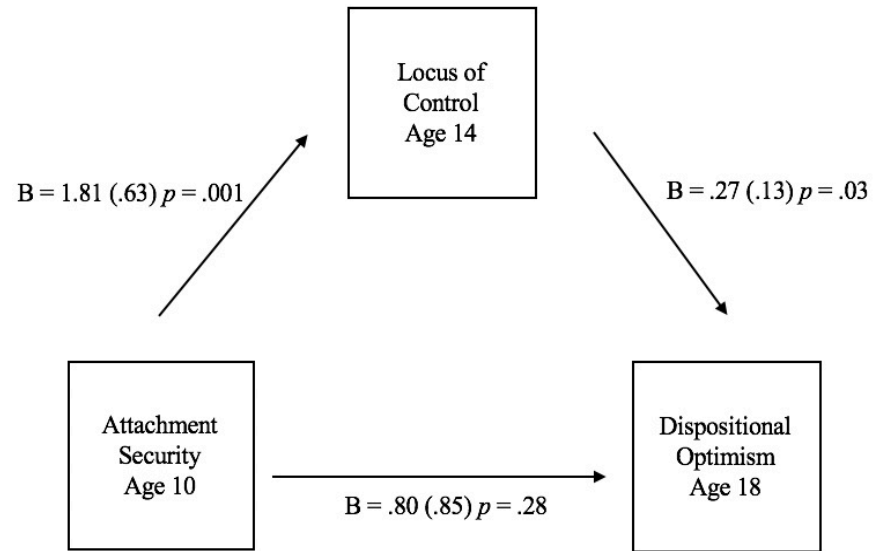 Locus of
Control
Age 14
B = 1.81 (.63) p = .001
B = .27 (.13) p = .03
Attachment
Security
Age 10
B = .80 (.85) p = .28
Dispositional
Optimism
Age 18